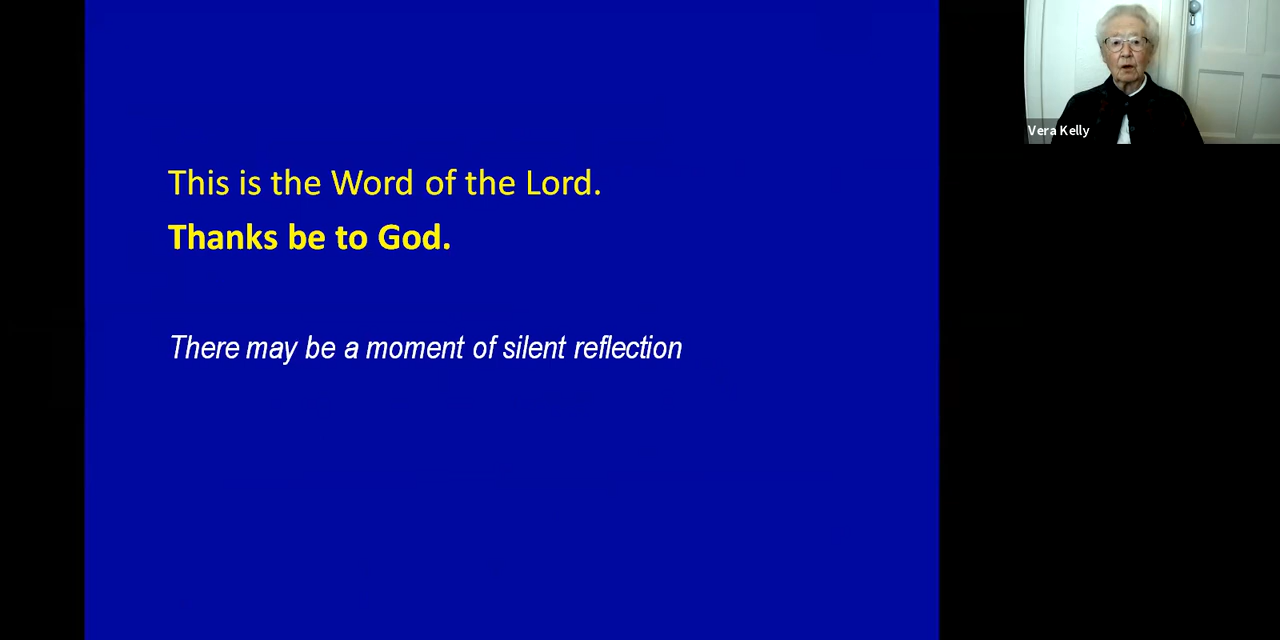 This is the Word of the Lord.
Thanks be to God.
There may be a moment of silent reflection
Vera Kelly